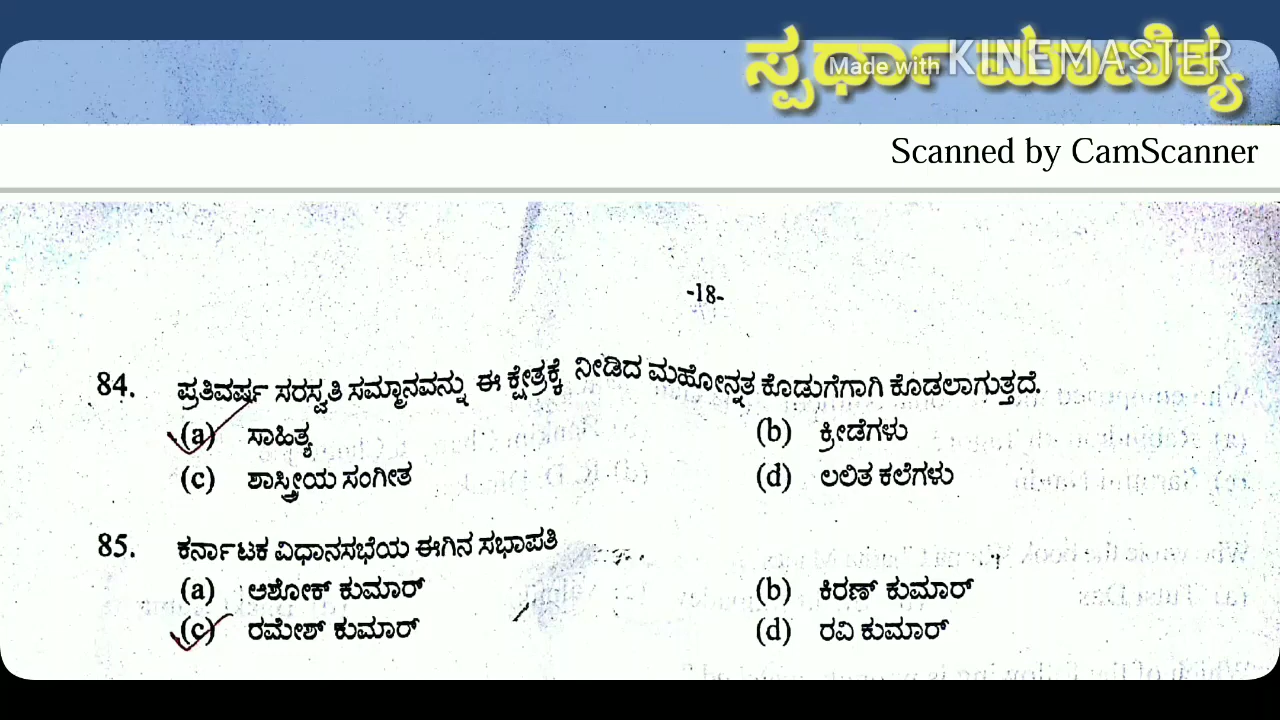 ಸ್ಪರ್ಧಾ ಮಾಣಿಕ್ಯ
Made with KINEMASTER
Scanned by CamScanner
-18-
84. ಪ್ರತಿವರ್ಷ ಸರಸ್ವತಿ ಸಮ್ಮಾನವನ್ನು ಈ ಕ್ಷೇತ್ರಕ್ಕೆ ನೀಡಿದ ಮಹೋನ್ನತ ಕೊಡುಗೆಗಾಗಿ ಕೊಡಲಾಗುತ್ತದೆ.
(a) ಸಾಹಿತ್ಯ (b) ಕ್ರೀಡೆಗಳು
(c) ಶಾಸ್ತ್ರೀಯ ಸಂಗೀತ (d) ಲಲಿತ ಕಲೆಗಳು
85. ಕರ್ನಾಟಕ ವಿಧಾನಸಭೆಯ ಈಗಿನ ಸಭಾಪತಿ
(a) ಆಶೋಕ್ ಕುಮಾರ್ (b) ಕಿರಣ್ ಕುಮಾರ್
(c) ರಮೇಶ್ ಕುಮಾರ್ (d) ರವಿ ಕುಮಾರ್